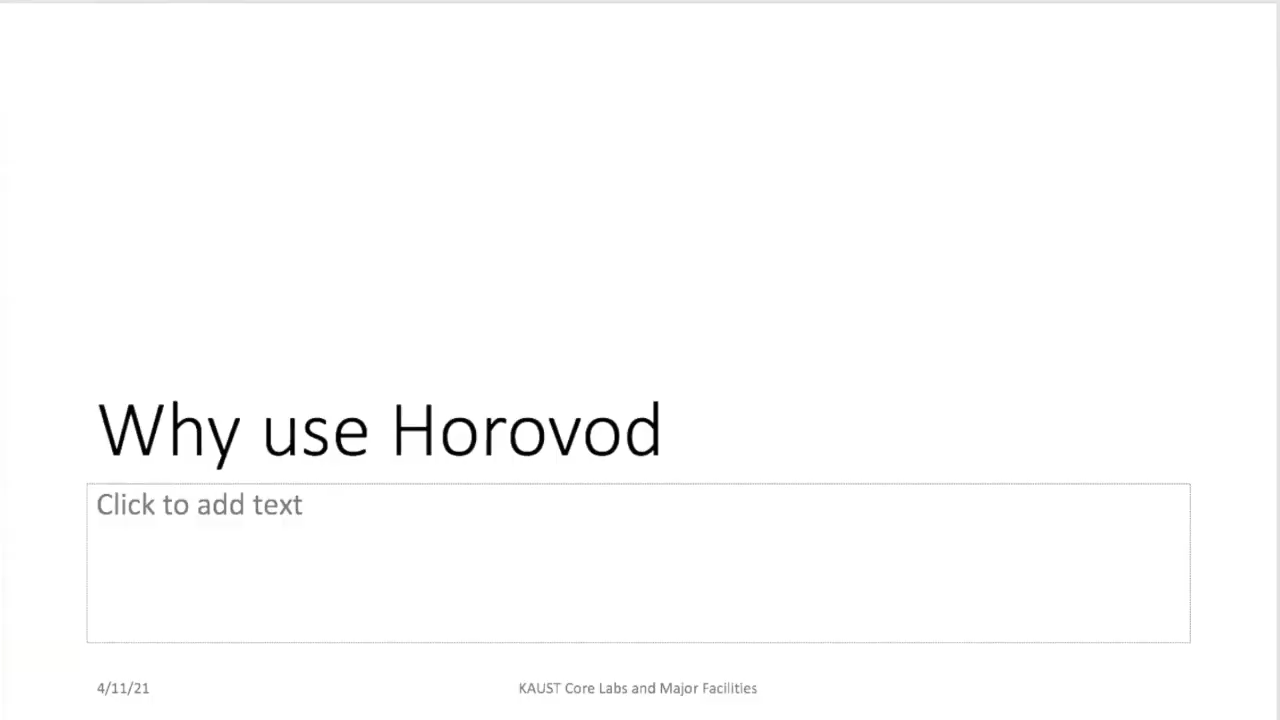 Why use Horovod
Click to add text
4/11/21
KAUST Core Labs and Major Facilities